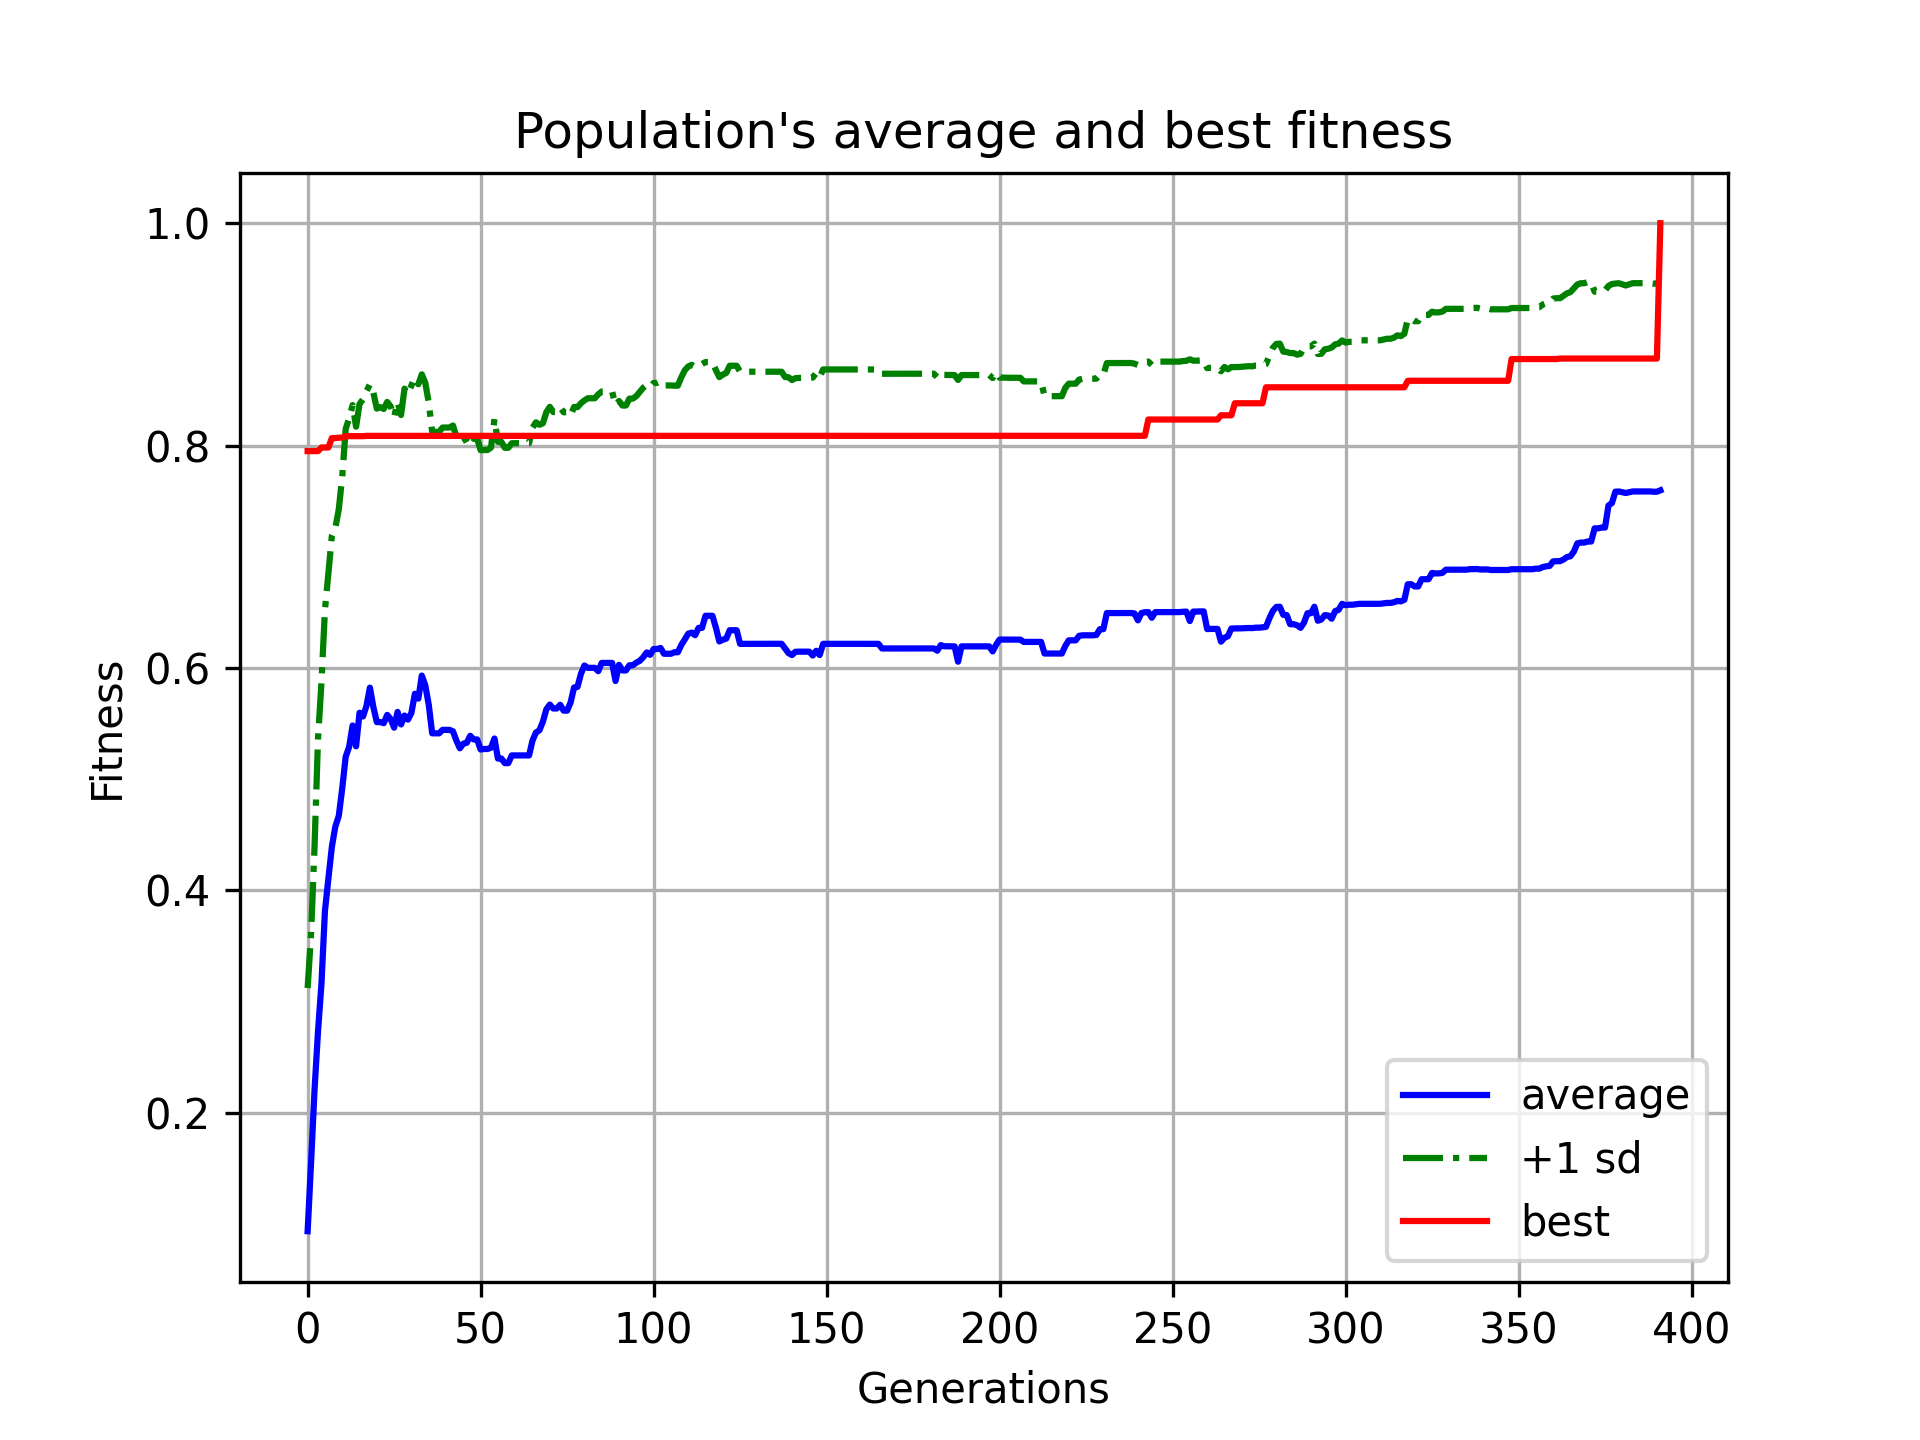 Population's average and best fitness
1.0
0.8
0.6
0.4
0.2
Fitness
average
+1 sd
best
0 50 100 150 200 250 300 350 400
Generations